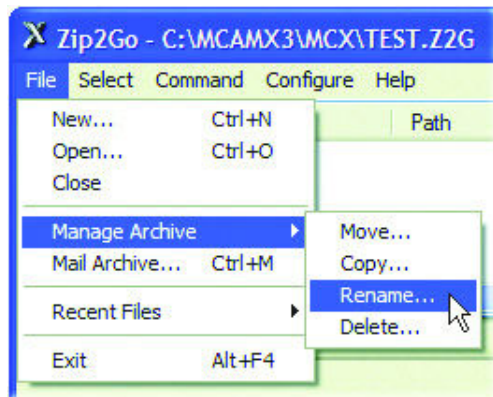 X Zip2Go - C:\MCAMX3\MCX\TEST.Z2G
File Select Command Configure Help
Path
New... Ctrl+N
Open... Ctrl+O
Close
Manage Archive
Mail Archive... Ctrl+M
Recent Files
Exit Alt+F4
Move...
Copy...
Rename...
Delete...